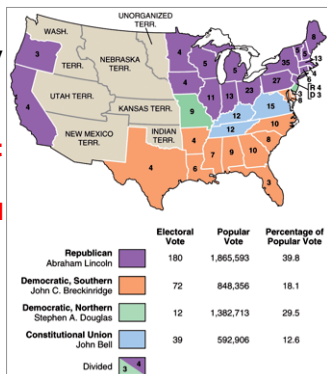 UNORGANIZED
TERR.
WASH.
TERR.
NEBRASKA
TERR.
UTAH TERR.
KANSAS TERR.
NEW MEXICO
TERR.
INDIAN
TERR.
3
4
4
4
5
5
11
13
23
27
35
5
5
8
13
4
6
7
R 4
D 3
3
8
9
12
12
15
10
8
4
4
6
7
9
10
3
Electoral Popular Percentage of
Vote Vote Popular Vote
Republican
Abraham Lincoln 180 1,865,593 39.8
Democratic, Southern
John C. Breckinridge 72 848,356 18.1
Democratic, Northern
Stephen A. Douglas 12 1,382,713 29.5
Constitutional Union
John Bell 39 592,906 12.6
Divided 3 4